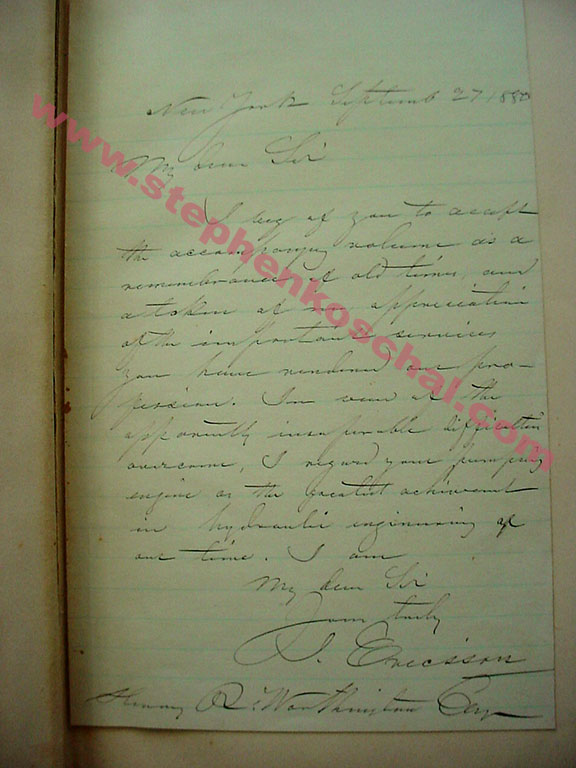 New York Septemb 27 1880
My dear Sir
I beg of you to accept
the accompanying volume as a
remembrance of old times, and
a token of my appreciation
of the important services
you have rendered our pro-
fession. In view of the
apparently insuperable difficulties
overcome, I regard your pumping
engine as the greatest achievement
in hydraulic engineering of
our time. I am
My dear Sir
Yours truly
J. Ericsson
Henry R. Worthington Esq
www.stephenkoschal.com